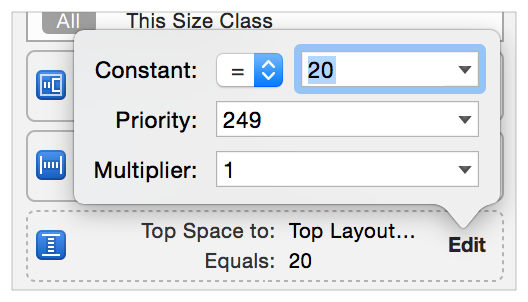 All This Size Class
Constant: = 20
Priority: 249
Multiplier: 1
Top Space to: Top Layout...
Edit
Equals: 20